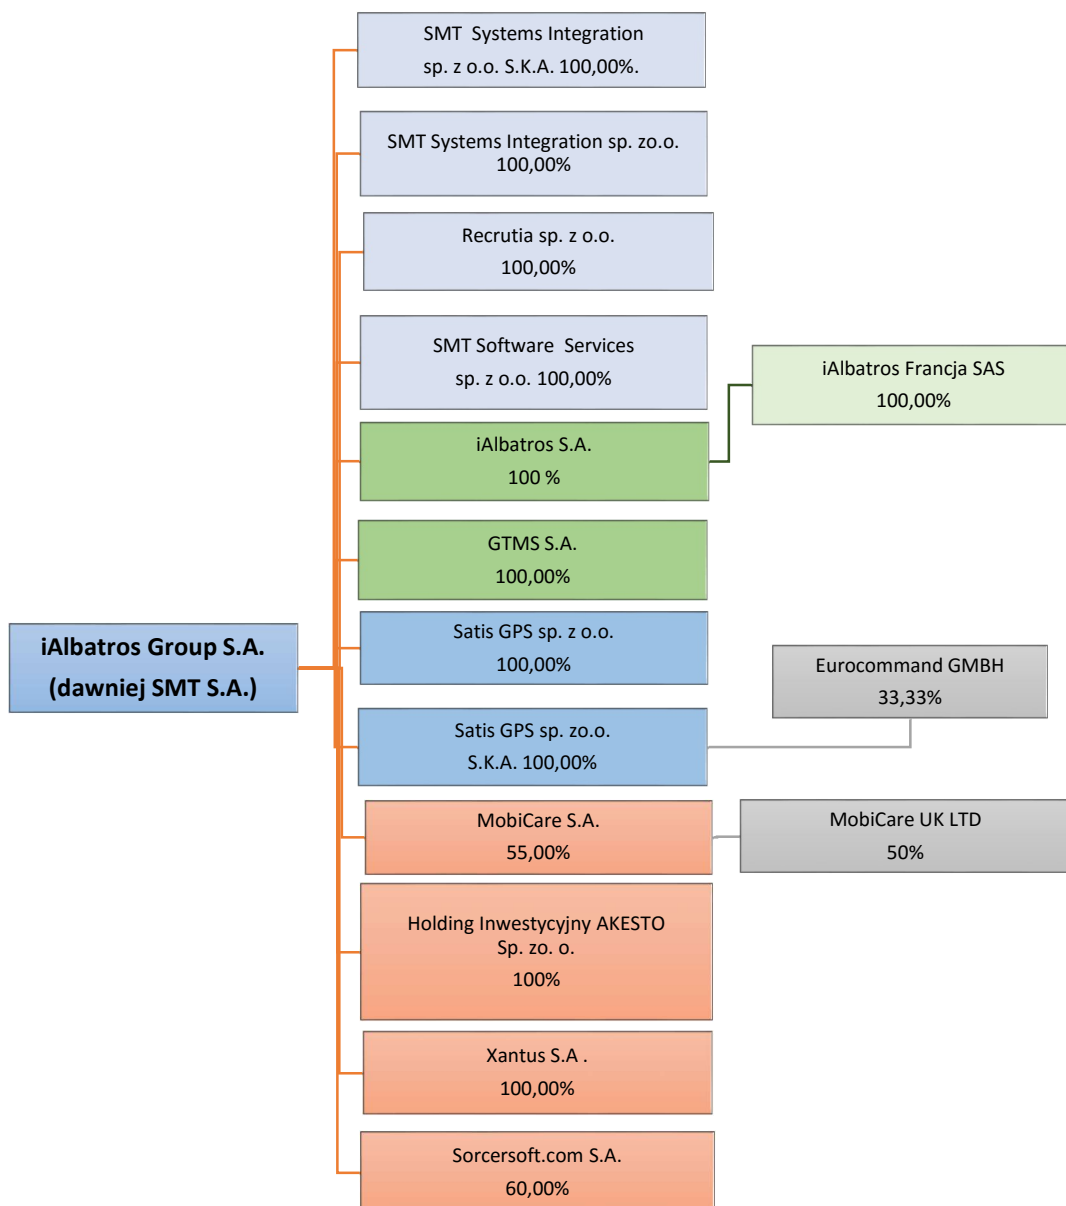 SMT Systems Integration
sp. z o.o. S.K.A. 100,00%.
SMT Systems Integration sp. zo.o.
100,00%
Recrutia sp. z o.o.
100,00%
SMT Software Services
sp. z o.o. 100,00%
iAlbatros Francja SAS
100,00%
iAlbatros S.A.
100 %
GTMS S.A.
100,00%
iAlbatros Group S.A.
(dawniej SMT S.A.)
Satis GPS sp. z o.o.
100,00%
Eurocommand GMBH
33,33%
Satis GPS sp. zo.o.
S.K.A. 100,00%
MobiCare S.A.
55,00%
MobiCare UK LTD
50%
Holding Inwestycyjny AKESTO
Sp. zo. o.
100%
Xantus S.A .
100,00%
Sorcersoft.com S.A.
60,00%